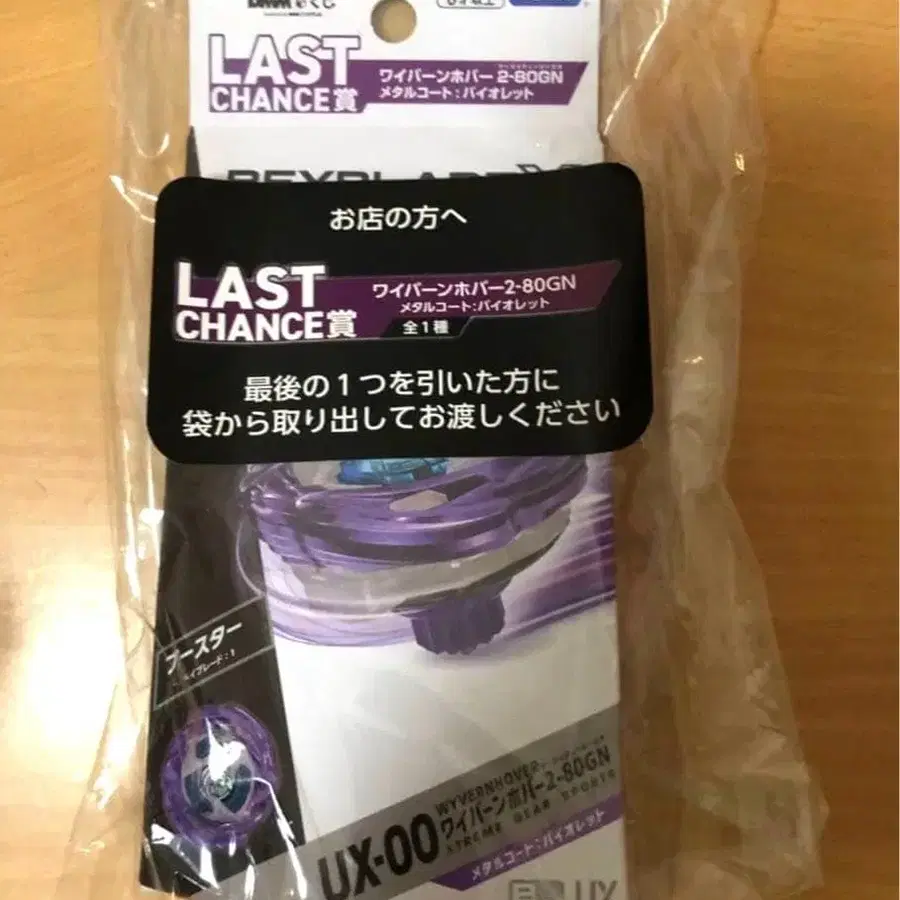 くじ
LAST
CHANCE賞
ワイバーンホバー2-80GN
メタルコート:バイオレット
BEYBLADE X
お店の方へ
LAST
CHANCE賞
ワイバーンホバー2-80GN
メタルコート:バイオレット
全1種
最後の1つを引いた方に
袋から取り出してお渡しください
ブースター
UX-00
WYVERNHOVER
ワイバーンホバー2-80GN
XTREME GEAR SPORTS
メタルコート:バイオレット
UX